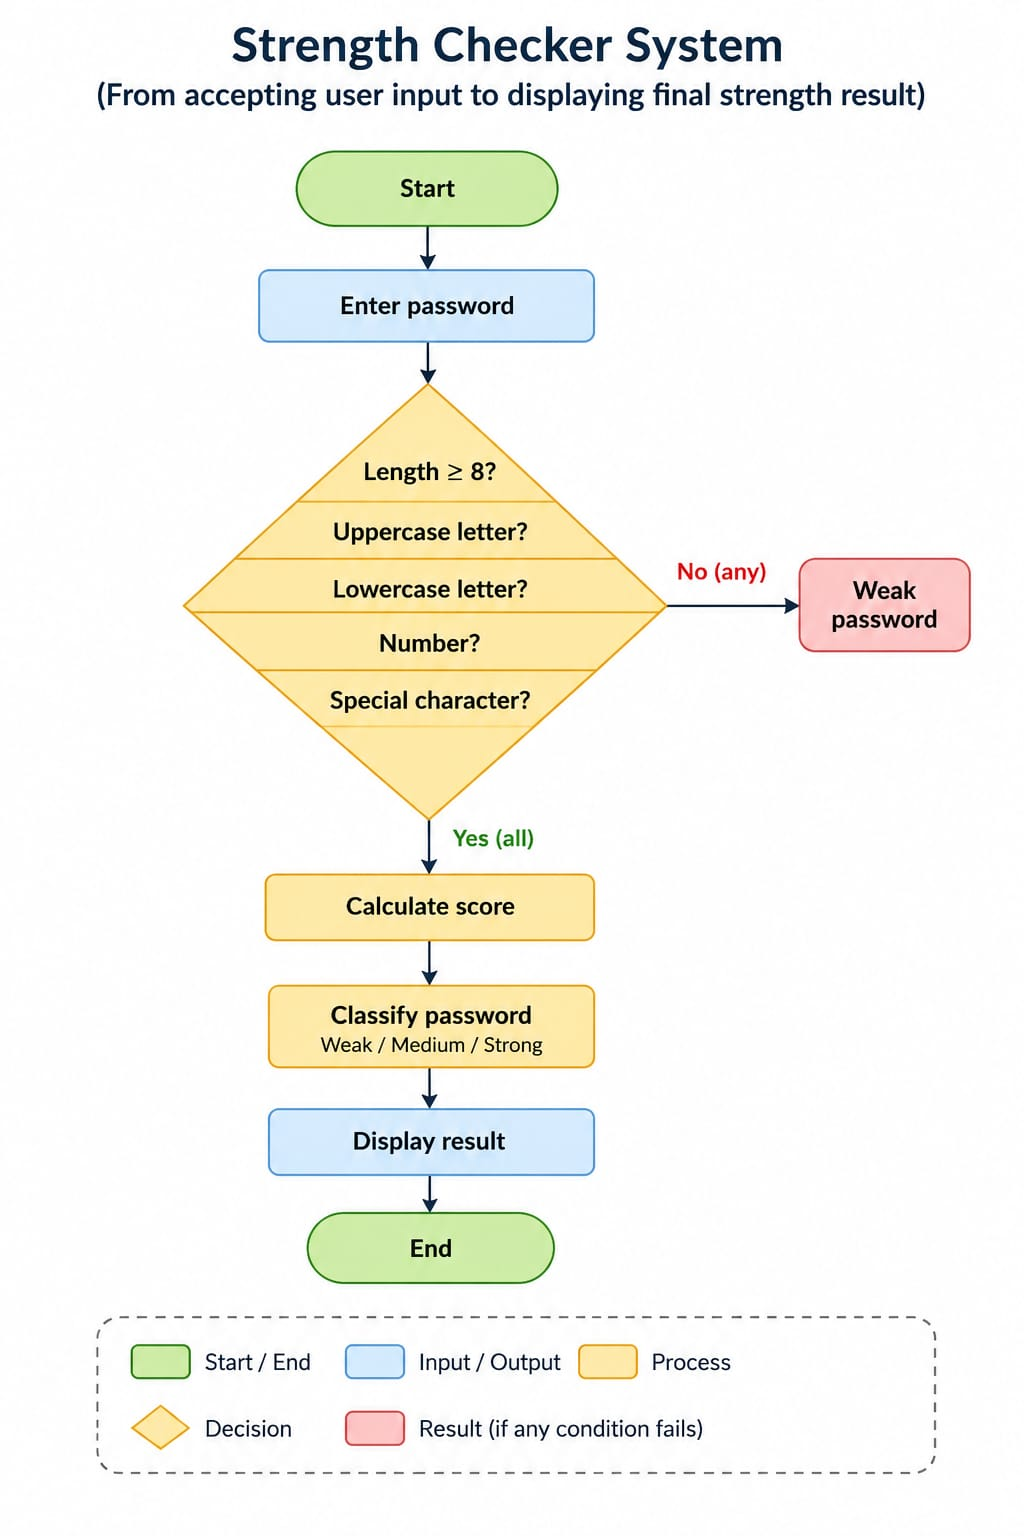 Strength Checker System
(From accepting user input to displaying final strength result)
Start
Enter password
Length ≥ 8?
Uppercase letter?
Lowercase letter?
Number?
Special character?
No (any)
Weak
password
Yes (all)
Calculate score
Classify password
Weak / Medium / Strong
Display result
End
Start / End
Input / Output
Process
Decision
Result (if any condition fails)